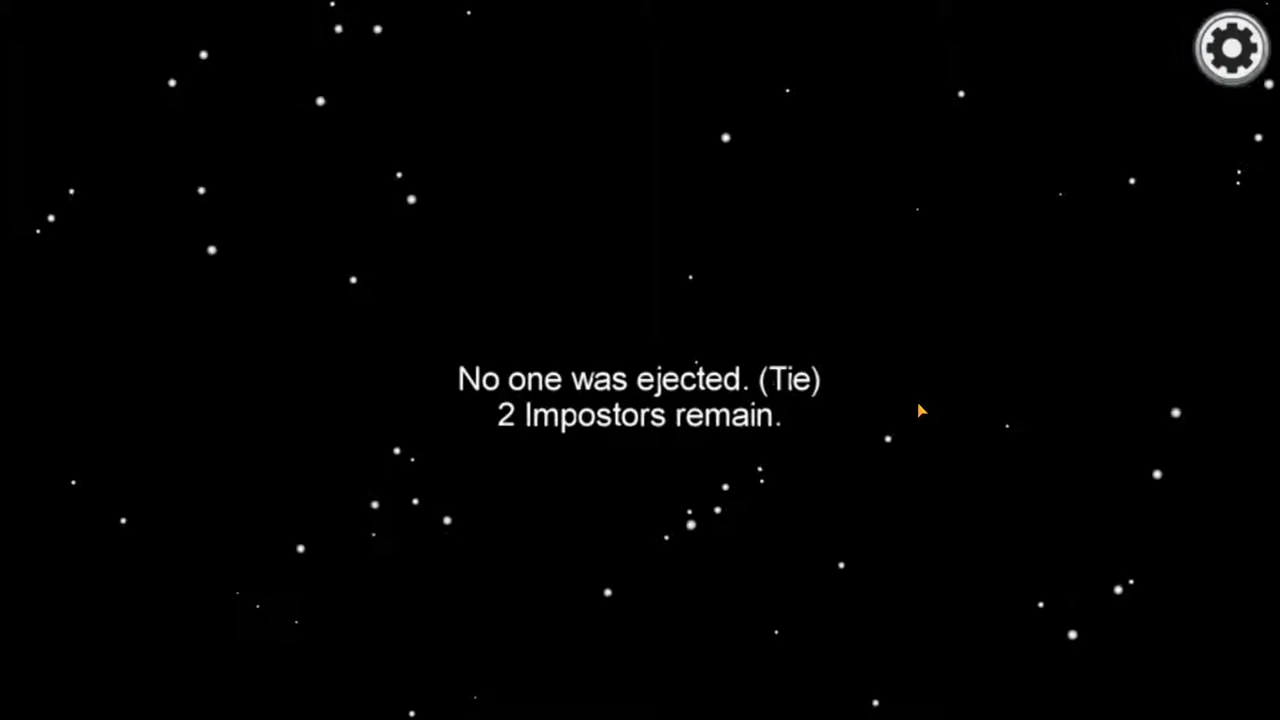 No one was ejected. (Tie)
2 Impostors remain.